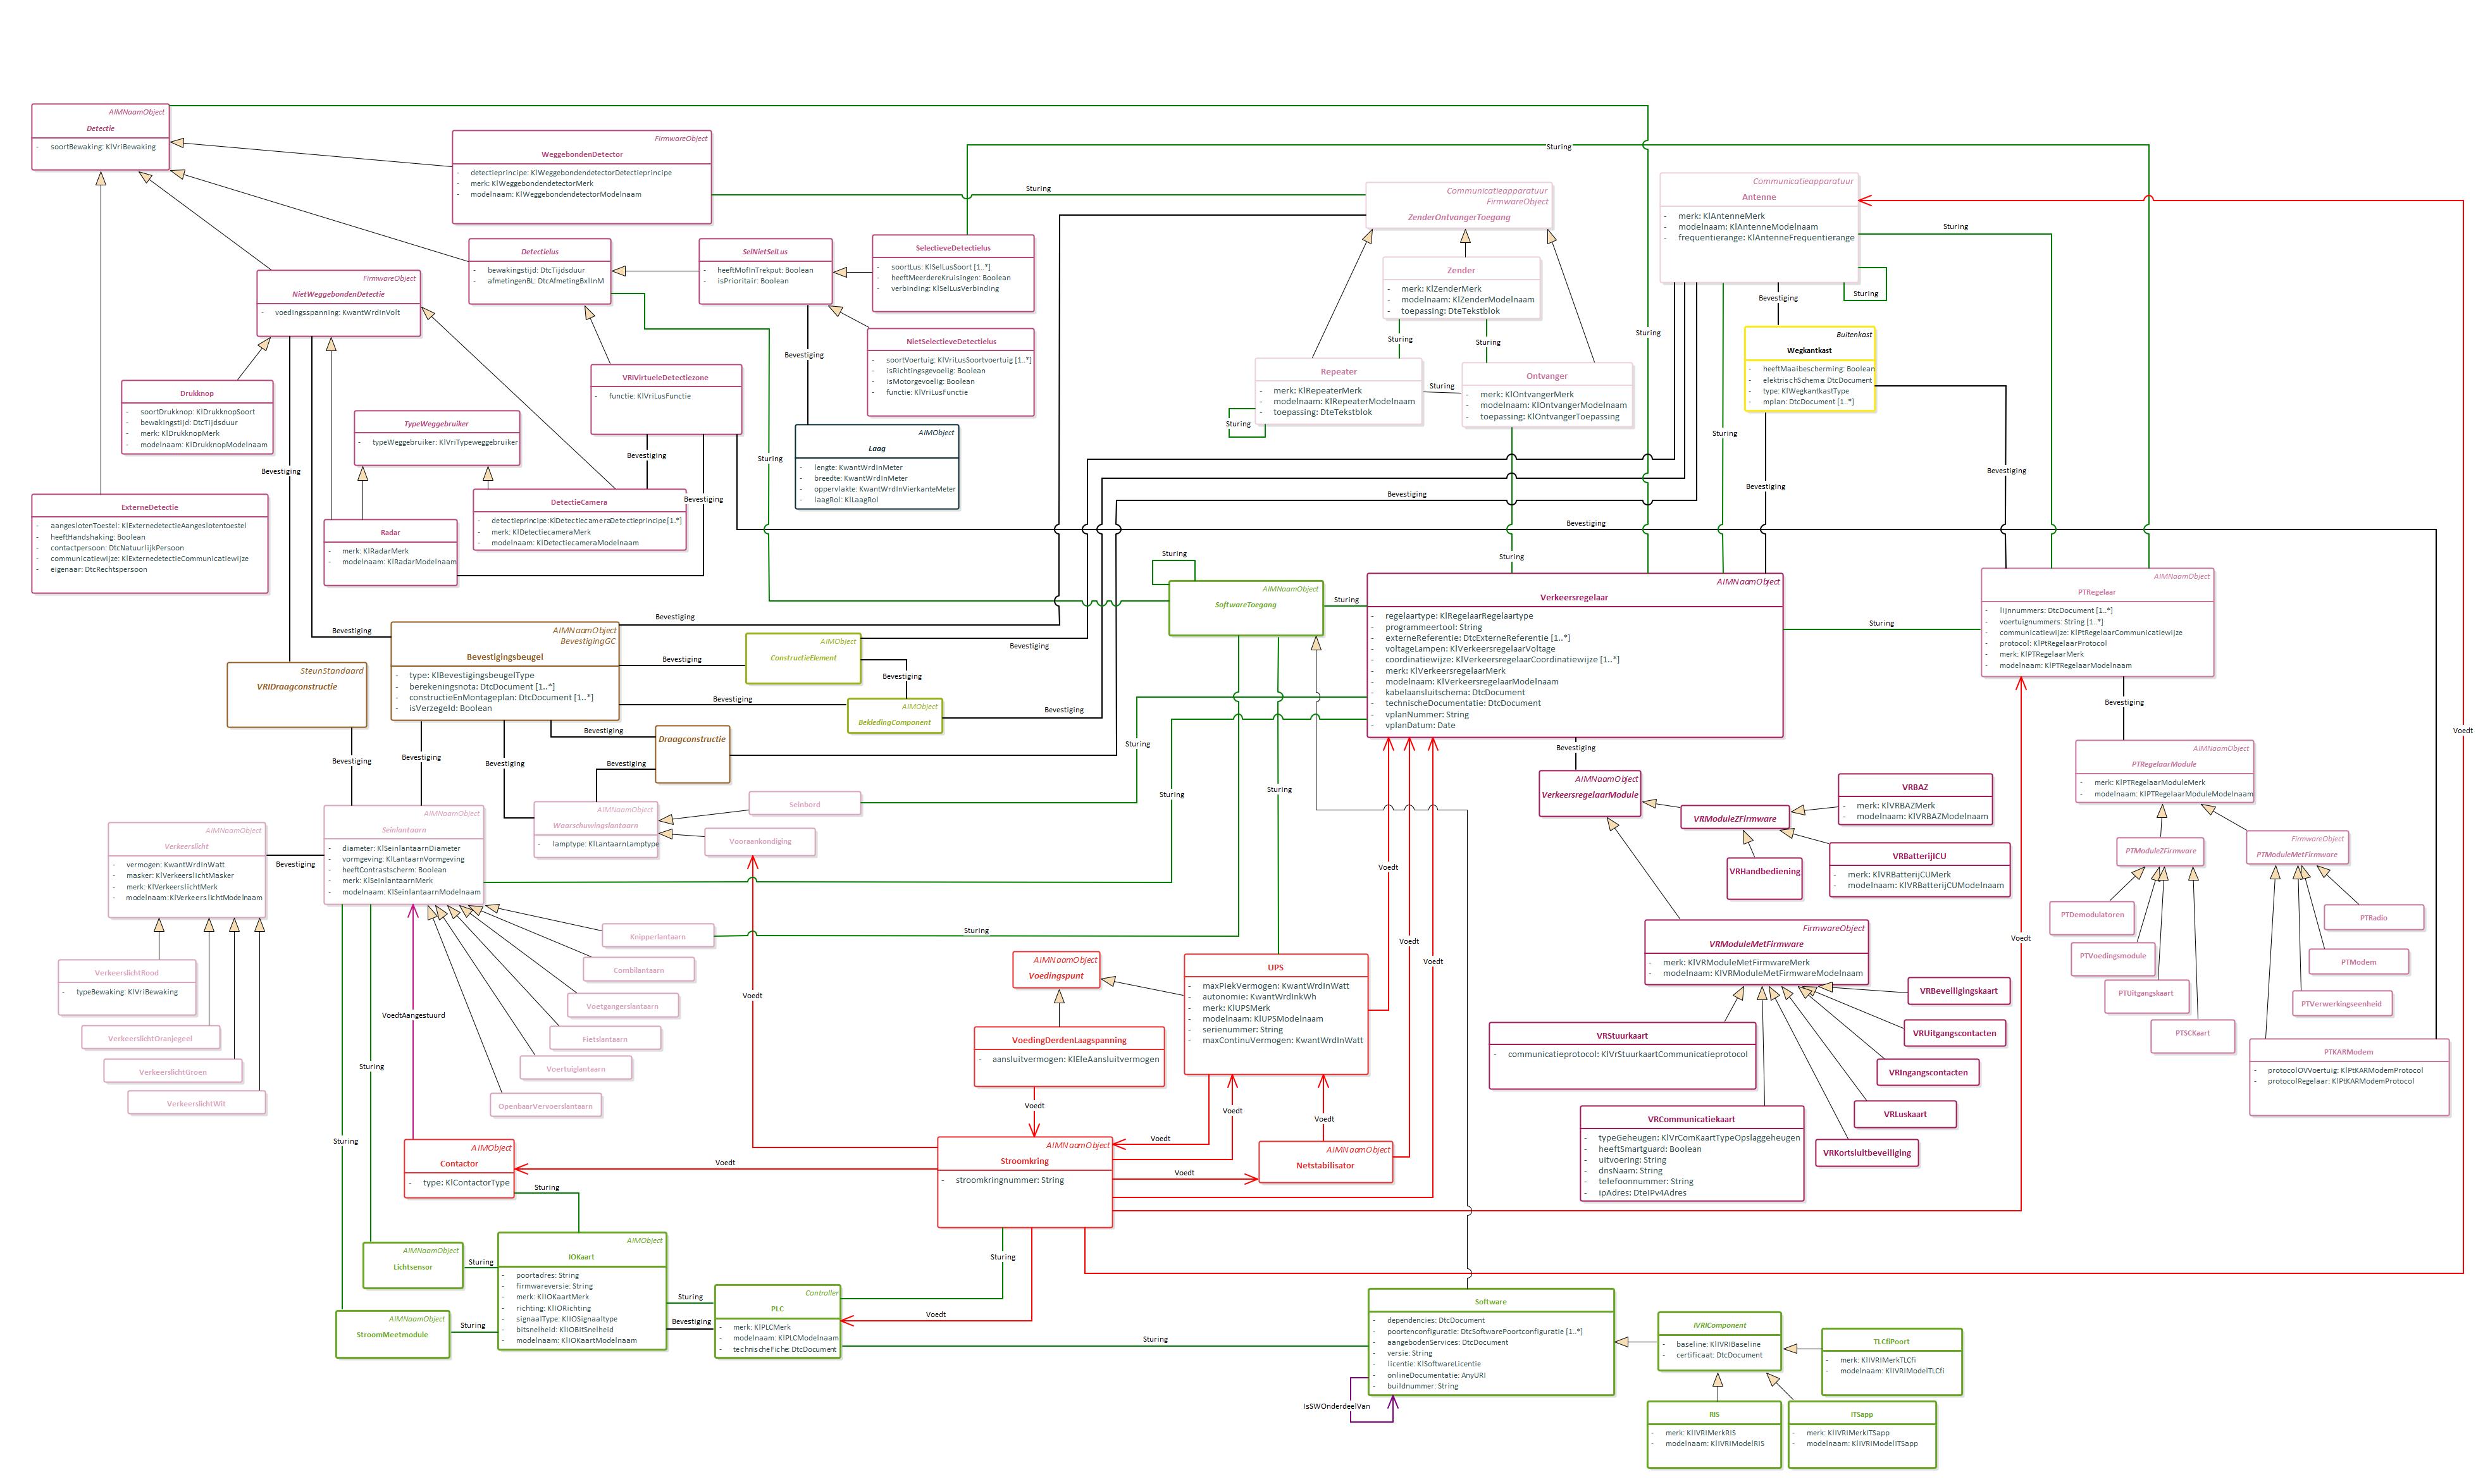 AIMNaamObject
Detectie
- soortBewaking: KlVriBewaking
FirmwareObject
WeggebondenDetector
- detectieprincipe: KlWeggebondendetectorDetectieprincipe
- merk: KlWeggebondendetectorMerk
- modelnaam: KlWeggebondendetectorModelnaam
Sturing
Sturing
Communicatieapparatuur
FirmwareObject
ZenderOntvangerToegang
Communicatieapparatuur
Antenne
- merk: KlAntenneMerk
- modelnaam: KlAntenneModelnaam
- frequentierange: KlAntenneFrequentierange
Sturing
Sturing
Bevestiging
Detectielus
- bewakingstijd: DtcTijdsduur
- afmetingenBL: DtcAfmetingBxlInM
SelNietSelLus
- heeftMofInTrekput: Boolean
- isPrioritair: Boolean
SelectieveDetectielus
- soortLus: KlSelLusSoort [1..*]
- heeftMeerdereKruisingen: Boolean
- verbinding: KlSelLusVerbinding
FirmwareObject
NietWeggebondenDetectie
- voedingsspanning: KwantWrdInVolt
Zender
- merk: KlZenderMerk
- modelnaam: KlZenderModelnaam
- toepassing: DteTekstblok
Sturing
Sturing
Sturing
Bevestiging
NietSelectieveDetectielus
- soortVoertuig: KlVriLusSoortvoertuig [1..*]
- isRichtingsgevoelig: Boolean
- isMotorgevoelig: Boolean
- functie: KlVriLusFunctie
Buitenkast
Wegkantkast
- heeftMaaibescherming: Boolean
- elektrischSchema: DtcDocument
- type: KlWegkantkastType
- mplan: DtcDocument [1..*]
VRIVirtueleDetectiezone
- functie: KlVriLusFunctie
Repeater
- merk: KlRepeaterMerk
- modelnaam: KlRepeaterModelnaam
- toepassing: DteTekstblok
Sturing
Sturing
Ontvanger
- merk: KlOntvangerMerk
- modelnaam: KlOntvangerModelnaam
- toepassing: KlOntvangerToepassing
Drukknop
- soortDrukknop: KlDrukknopSoort
- bewakingstijd: DtcTijdsduur
- merk: KlDrukknopMerk
- modelnaam: KlDrukknopModelnaam
TypeWeggebruiker
- typeWeggebruiker: KlVriTypeweggebruiker
AIMObject
Laag
- lengte: KwantWrdInMeter
- breedte: KwantWrdInMeter
- oppervlakte: KwantWrdInVierkanteMeter
- laagRol: KlLaagRol
Sturing
Bevestiging
Sturing
Bevestiging
Bevestiging
Bevestiging
Bevestiging
Bevestiging
Bevestiging
ExterneDetectie
- aangeslotenToestel: KlExternedetectieAangeslotentoestel
- heeftHandshaking: Boolean
- contactpersoon: DtcNatuurlijkPersoon
- communicatiewijze: KlExternedetectieCommunicatiewijze
- eigenaar: DtcRechtspersoon
Radar
- merk: KlRadarMerk
- modelnaam: KlRadarModelnaam
DetectieCamera
- detectieprincipe:KlDetectiecameraDetectieprincipe[1..*]
- merk: KlDetectiecameraMerk
- modelnaam: KlDetectiecameraModelnaam
Sturing
Sturing
AIMNaamObject
SoftwareToegang
Sturing
AIMNaamObject
Verkeersregelaar
- regelaartype: KlRegelaarRegelaartype
- programmeertool: String
- externeReferentie: DtcExterneReferentie [1..*]
- voltageLampen: KlVerkeersregelaarVoltage
- coordinatiewijze: KlVerkeersregelaarCoordinatiewijze [1..*]
- merk: KlVerkeersregelaarMerk
- modelnaam: KlVerkeersregelaarModelnaam
- kabelaansluitschema: DtcDocument
- technischeDocumentatie: DtcDocument
- vplanNummer: String
- vplanDatum: Date
Sturing
AIMNaamObject
PTRegelaar
- lijnnummers: DtcDocument [1..*]
- voertuignummers: String [1..*]
- communicatiewijze: KlPtRegelaarCommunicatiewijze
- protocol: KlPtRegelaarProtocol
- merk: KlPTRegelaarMerk
- modelnaam: KlPTRegelaarModelnaam
Bevestiging
Bevestiging
AIMNaamObject
BevestigingGC
Bevestigingsbeugel
- type: KlBevestigingsbeugelType
- berekeningsnota: DtcDocument [1..*]
- constructieEnMontageplan: DtcDocument [1..*]
- isVerzegeld: Boolean
Bevestiging
AIMObject
ConstructieElement
Bevestiging
Bevestiging
Bevestiging
AIMObject
BekledingComponent
Bevestiging
SteunStandaard
VRIDraagconstructie
Bevestiging
Draagconstructie
Bevestiging
Bevestiging
Bevestiging
Bevestiging
Sturing
Sturing
Sturing
Bevestiging
Bevestiging
Voedt
AIMNaamObject
VerkeersregelaarModule
VRModuleZFirmware
VRBAZ
- merk: KlVRBAZMerk
- modelnaam: KlVRBAZModelnaam
AIMNaamObject
PTRegelaarModule
- merk: KlPTRegelaarModuleMerk
- modelnaam: KlPTRegelaarModuleModelnaam
AIMNaamObject
Verkeerslicht
- vermogen: KwantWrdInWatt
- masker: KlVerkeerslichtMasker
- merk: KlVerkeerslichtMerk
- modelnaam:KlVerkeerslichtModelnaam
Bevestiging
AIMNaamObject
Seinlantaarn
- diameter: KlSeinlantaarnDiameter
- vormgeving: KlLantaarnVormgeving
- heeftContrastscherm: Boolean
- merk: KlSeinlantaarnMerk
- modelnaam: KlSeinlantaarnModelnaam
AIMNaamObject
Waarschuwingslantaarn
- lamptype: KlLantaarnLamptype
Seinbord
Vooraankondiging
VRHandbediening
VRBatterijICU
- merk: KlVRBatterijCUMerk
- modelnaam: KlVRBatterijCUModelnaam
PTModuleZFirmware
FirmwareObject
PTModuleMetFirmware
Voedt
Voedt
Voedt
Voedt
Voedt
Knipperlantaarn
Sturing
Combilantaarn
Voetgangerslantaarn
Fietslantaarn
Voertuiglantaarn
OpenbaarVervoerslantaarn
VerkeerslichtRood
- typeBewaking: KlVriBewaking
VerkeerslichtOranjegeel
VerkeerslichtGroen
VerkeerslichtWit
VoedtAangestuurd
Sturing
Sturing
AIMNaamObject
Voedingspunt
UPS
- maxPiekVermogen: KwantWrdInWatt
- autonomie: KwantWrdInkWh
- merk: KlUPSMerk
- modelnaam: KlUPSModelnaam
- serienummer: String
- maxContinuVermogen: KwantWrdInWatt
VoedingDerdenLaagspanning
- aansluitvermogen: KlEleAansluitvermogen
FirmwareObject
VRModuleMetFirmware
- merk: KlVRModuleMetFirmwareMerk
- modelnaam: KlVRModuleMetFirmwareModelnaam
PTDemodulatoren
PTVoedingsmodule
PTUitgangskaart
PTSCKaart
PTRadio
PTModem
PTVerwerkingseenheid
PTKARModem
- protocolOVVoertuig: KlPtKARModemProtocol
- protocolRegelaar: KlPtKARModemProtocol
VRBeveiligingskaart
VRUitgangscontacten
VRIngangscontacten
VRLuskaart
VRKortsluitbeveiliging
VRStuurkaart
- communicatieprotocol: KlVrStuurkaartCommunicatieprotocol
VRCommunicatiekaart
- typeGeheugen: KlVrComKaartTypeOpslaggeheugen
- heeftSmartguard: Boolean
- uitvoering: String
- dnsNaam: String
- telefoonnummer: String
- ipAdres: DteIPv4Adres
Voedt
Voedt
Voedt
Voedt
AIMNaamObject
Stroomkring
- stroomkringnummer: String
Voedt
AIMNaamObject
Netstabilisator
AIMObject
Contactor
- type: KlContactorType
Voedt
Sturing
Sturing
AIMNaamObject
Lichtsensor
Sturing
AIMObject
IOKaart
- poortadres: String
- firmwareversie: String
- merk: KlIOKaartMerk
- richting: KlIORichting
- signaalType: KlIOSignaaltype
- bitsnelheid: KlIOBitSnelheid
- modelnaam: KlIOKaartModelnaam
AIMNaamObject
StroomMeetmodule
Sturing
Sturing
Bevestiging
Controller
PLC
- merk: KlPLCMerk
- modelnaam: KlPLCModelnaam
- technischeFiche: DtcDocument
Voedt
Sturing
Software
- dependencies: DtcDocument
- poortenconfiguratie: DtcSoftwarePoortconfiguratie [1..*]
- aangebodenServices: DtcDocument
- versie: String
- licentie: KlSoftwareLicentie
- onlineDocumentatie: AnyURI
- buildnummer: String
IsSWOnderdeelVan
IVRIComponent
- baseline: KlIVRIBaseline
- certificaat: DtcDocument
TLCfiPoort
- merk: KlIVRIMerkTLCfi
- modelnaam: KlIVRIModelTLCfi
RIS
- merk: KlIVRIMerkRIS
- modelnaam: KlIVRIModelRIS
ITSapp
- merk: KlIVRIMerkITSapp
- modelnaam: KlIVRIModelITSapp